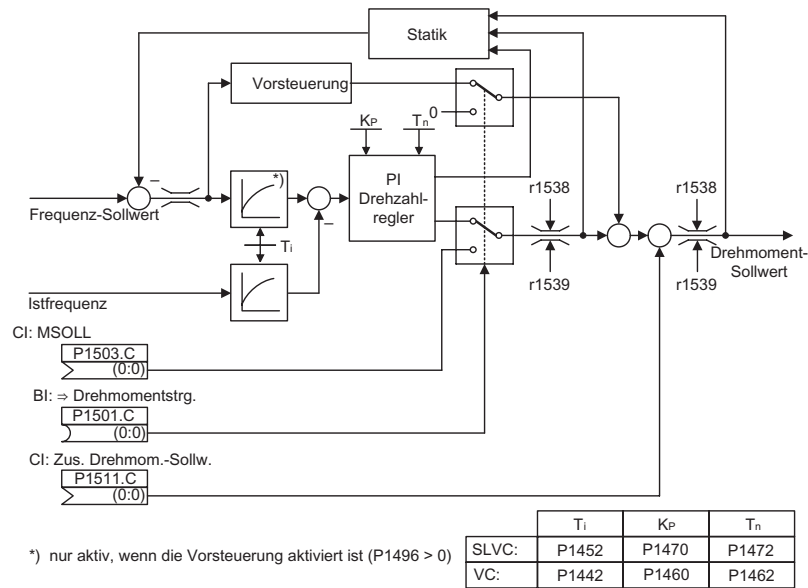 Statik
Vorsteuerung
0
KP
Tn
*)
PI
Drehzahl-
regler
–
–
r1538
r1538
Frequenz-Sollwert
Ti
Drehmoment-
Sollwert
r1539
r1539
Istfrequenz
CI: MSOLL
P1503.C
(0:0)
BI: ⇒ Drehmomentstrg.
P1501.C
(0:0)
CI: Zus. Drehmom.-Sollw.
P1511.C
(0:0)
Ti KP Tn
SLVC: P1452 P1470 P1472
VC: P1442 P1460 P1462
*) nur aktiv, wenn die Vorsteuerung aktiviert ist (P1496 > 0)